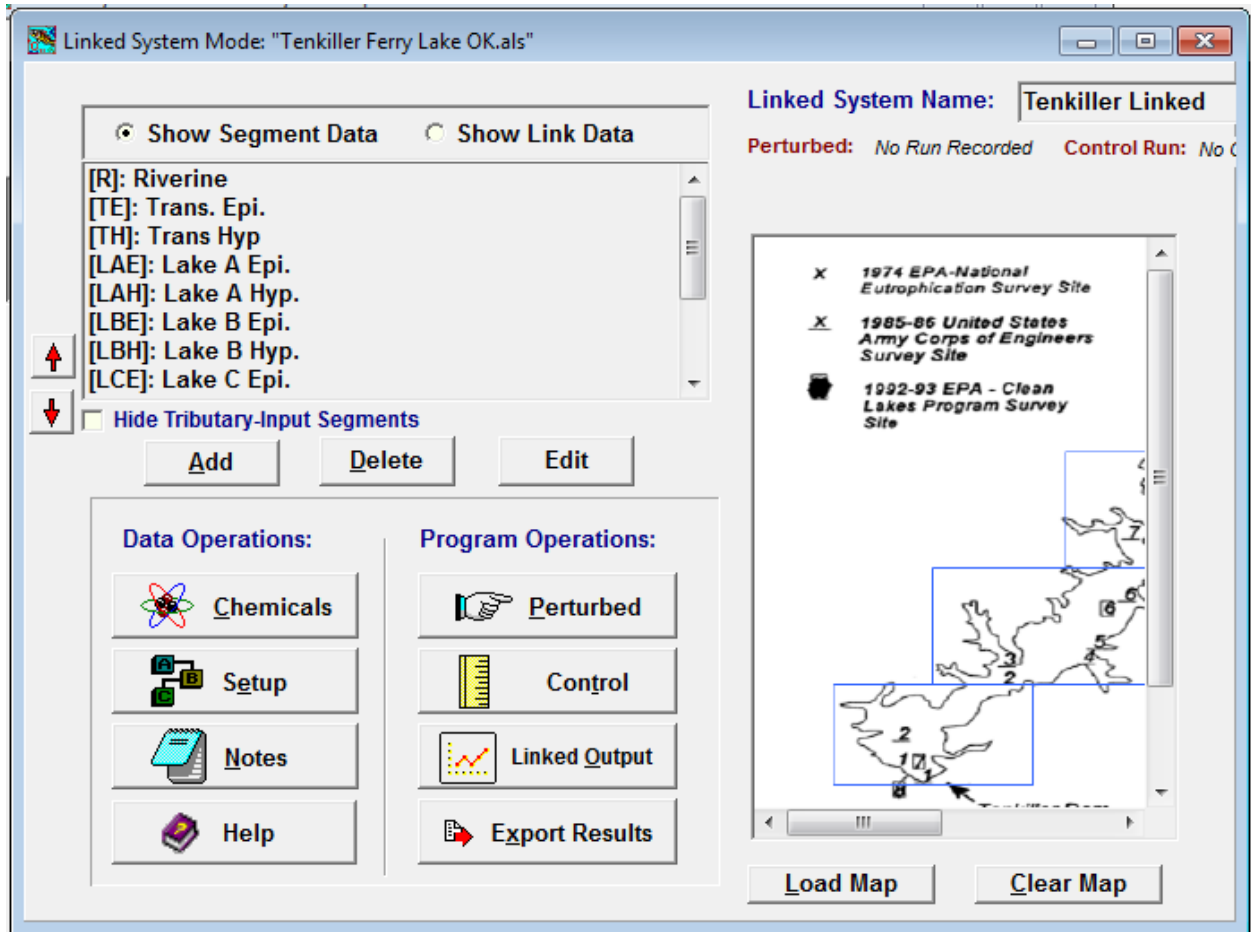 Linked System Mode: "Tenkiller Ferry Lake OK.als"
Show Segment Data
Show Link Data
[R]: Riverine
[TE]: Trans. Epi.
[TH]: Trans Hyp
[LAE]: Lake A Epi.
[LAH]: Lake A Hyp.
[LBE]: Lake B Epi.
[LBH]: Lake B Hyp.
[LCE]: Lake C Epi.
Hide Tributary-Input Segments
Add
Delete
Edit
Data Operations:
Chemicals
Setup
Notes
Help
Program Operations:
Perturbed
Control
Linked Output
Export Results
Linked System Name: Tenkiller Linked
Perturbed: No Run Recorded Control Run: No
x 1974 EPA-National
Eutrophication Survey Site
x 1985-86 United States
Army Corps of Engineers
Survey Site
1992-93 EPA - Clean
Lakes Program Survey
Site
7
6
6
5
4
3
2
2
1
1
Load Map
Clear Map